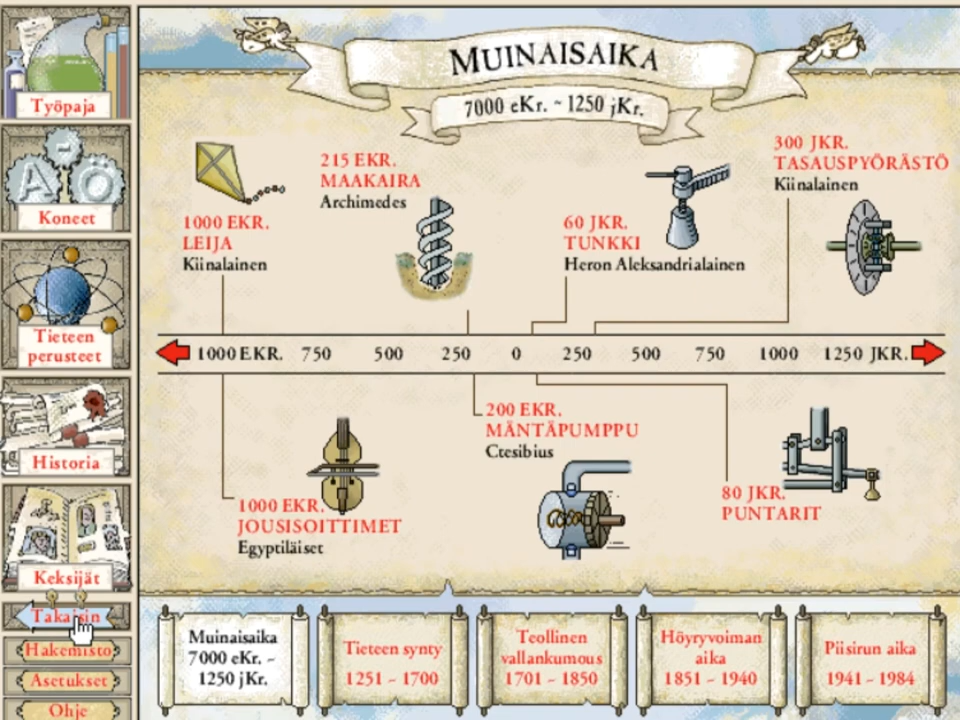 Työpaja
A Ö
Koneet
Tieteen
perusteet
Historia
Keksijät
Takaisin
Hakemisto
Asetukset
Ohje
MUINAISAIKA
7000 eKr. ~ 1250 jKr.
1000 EKR.
LEIJA
Kiinalainen
215 EKR.
MAAKAIRA
Archimedes
60 JKR.
TUNKKI
Heron Aleksandrialainen
300 JKR.
TASAUSPYÖRÄSTÖ
Kiinalainen
1000 EKR. 750 500 250 0 250 500 750 1000 1250 JKR.
1000 EKR.
JOUSISOITTIMET
Egyptiläiset
200 EKR.
MÄNTÄPUMPPU
Ctesibius
80 JKR.
PUNTARIT
Muinaisaika
7000 eKr. ~
1250 jKr.
Tieteen synty
1251 ~ 1700
Teollinen
vallankumous
1701 ~ 1850
Höyryvoiman
aika
1851 ~ 1940
Piisirun aika
1941 ~ 1984